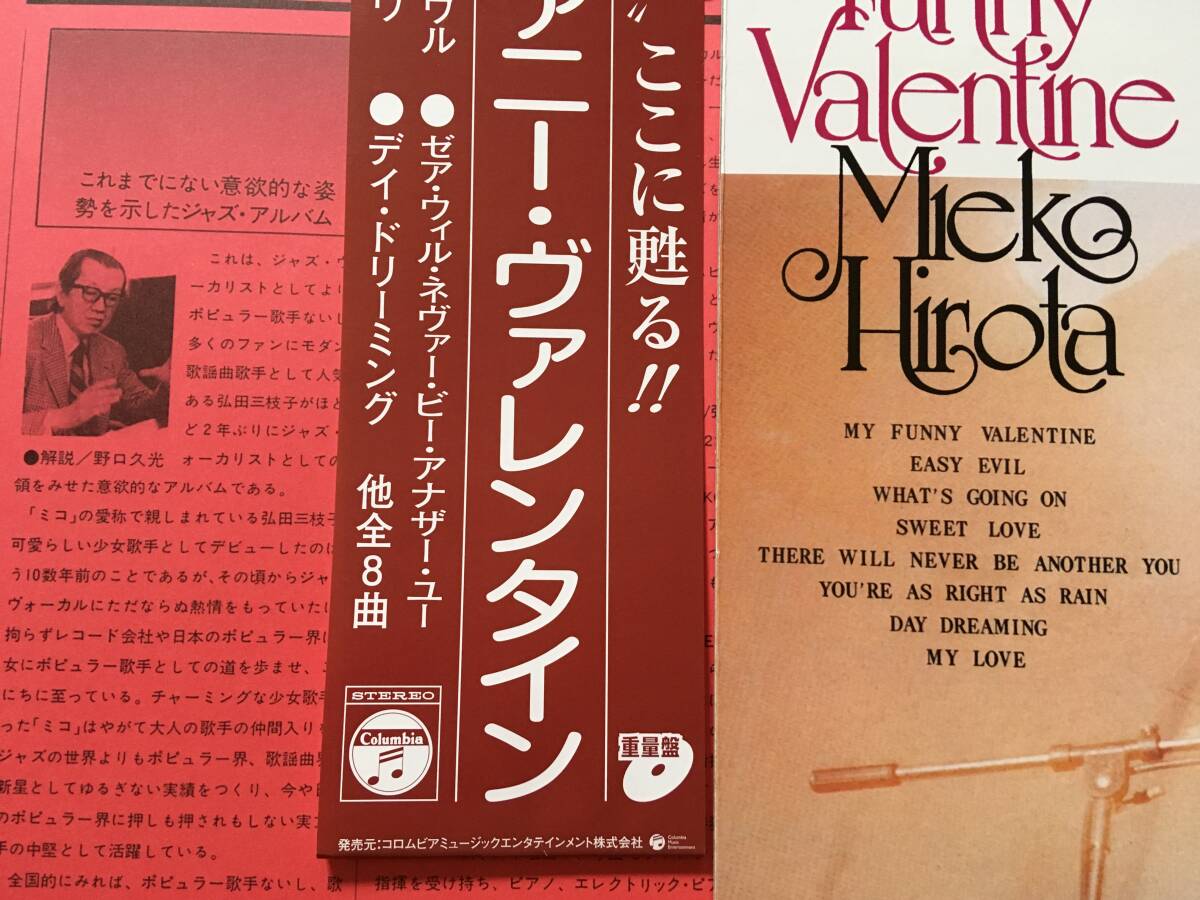 これまでにない意欲的な姿
勢を示したジャズ・アルバム
これは、ジャズ・ヴ
ーカリストとしてよ
ポピュラー歌手ないし
多くのファンにモダン
歌謡曲歌手として人気
ある弘田三枝子がほと
ど2年ぶりにジャズ・
●解説/野口久光
ォーカリストとしての
領をみせた意欲的なアルバムである。
「ミコ」の愛称で親しまれている弘田三枝子
可愛らしい少女歌手としてデビューしたのは
う10数年前のことであるが、その頃からジャ
ヴォーカルにただならぬ熱情をもっていたに
拘らずレコード会社や日本のポピュラー界に
女にポピュラー歌手としての道を歩ませ、
にちに至っている。チャーミングな少女歌手
った「ミコ」はやがて大人の歌手の仲間入り
ジャズの世界よりもポピュラー界、歌謡曲界
新星としてゆるぎない実績をつくり、今や
のポピュラー界に押しも押されもしない実
手の中堅として活躍している。
全国的にみれば、ポピュラー歌手ないし、歌
指揮を受け持ち、ピアノ、エレクトリック・ピア
ここに甦る!!
アニー・ヴァレンタイン
ヴル
●ゼア・ウィル・ネヴァー・ビー・アナザー・ユー
リ
●デイ・ドリーミング 他全8曲
STEREO
Columbia
重量盤
発売元:コロムビアミュージックエンタテインメント株式会社
Columbia
Music
Entertainment
Funny
Valentine
Mieko
Hirota
MY FUNNY VALENTINE
EASY EVIL
WHAT'S GOING ON
SWEET LOVE
THERE WILL NEVER BE ANOTHER YOU
YOU'RE AS RIGHT AS RAIN
DAY DREAMING
MY LOVE